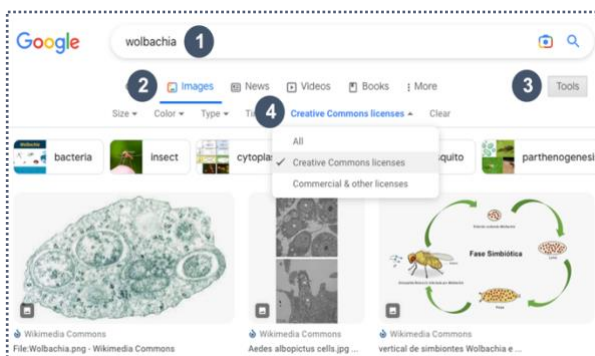 Google wolbachia 1
2 Images News Videos Books More 3 Tools
Size Color Type 4 Creative Commons licenses Clear
All
bacteria insect Creative Commons licenses
Commercial & other licenses
Fase Simbiótica
Wikimedia Commons Wikimedia Commons Wikimedia Commons
File:Wolbachia.png - Wikimedia Commons Aedes albopictus cells.jpg ... vertical de simbiontes Wolbachia e ...